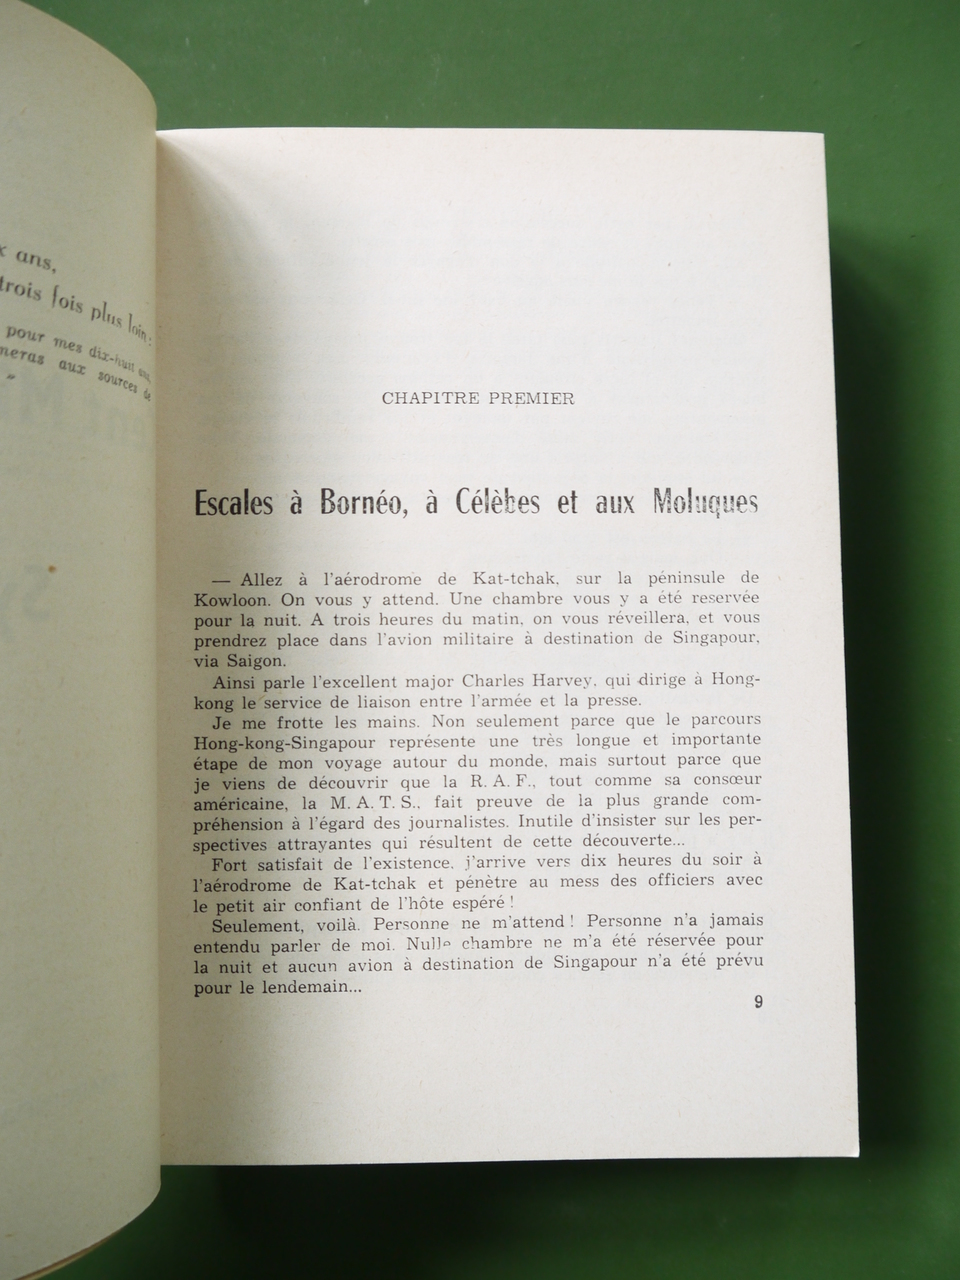 ans,
trois fois plus loin :
pour mes dix-huit ans,
aux sources de
"
CHAPITRE PREMIER
Escales à Bornéo, à Célèbes et aux Moluques
— Allez à l'aérodrome de Kat-tchak, sur la péninsule de
Kowloon. On vous y attend. Une chambre vous y a été reservée
pour la nuit. A trois heures du matin, on vous réveillera, et vous
prendrez place dans l'avion militaire à destination de Singapour,
via Saigon.
Ainsi parle l'excellent major Charles Harvey, qui dirige à Hong-
kong le service de liaison entre l'armée et la presse.
Je me frotte les mains. Non seulement parce que le parcours
Hong-kong-Singapour représente une très longue et importante
étape de mon voyage autour du monde, mais surtout parce que
je viens de découvrir que la R. A. F., tout comme sa consœur
américaine, la M. A. T. S., fait preuve de la plus grande com-
préhension à l'égard des journalistes. Inutile d'insister sur les per-
spectives attrayantes qui résultent de cette découverte...
Fort satisfait de l'existence, j'arrive vers dix heures du soir à
l'aérodrome de Kat-tchak et pénètre au mess des officiers avec
le petit air confiant de l'hôte espéré !
Seulement, voilà. Personne ne m'attend ! Personne n'a jamais
entendu parler de moi. Nulle chambre ne m'a été réservée pour
la nuit et aucun avion à destination de Singapour n'a été prévu
pour le lendemain...
9